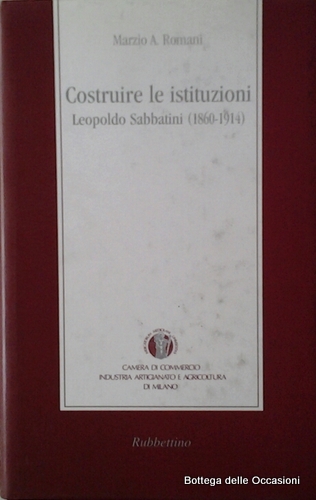 Marzio A. Romani
Costruire le istituzioni
Leopoldo Sabbatini (1860-1914)
CAMERA DI COMMERCIO
INDUSTRIA ARTIGIANATO E AGRICOLTURA
DI MILANO
Rubbettino
Bottega delle Occasioni